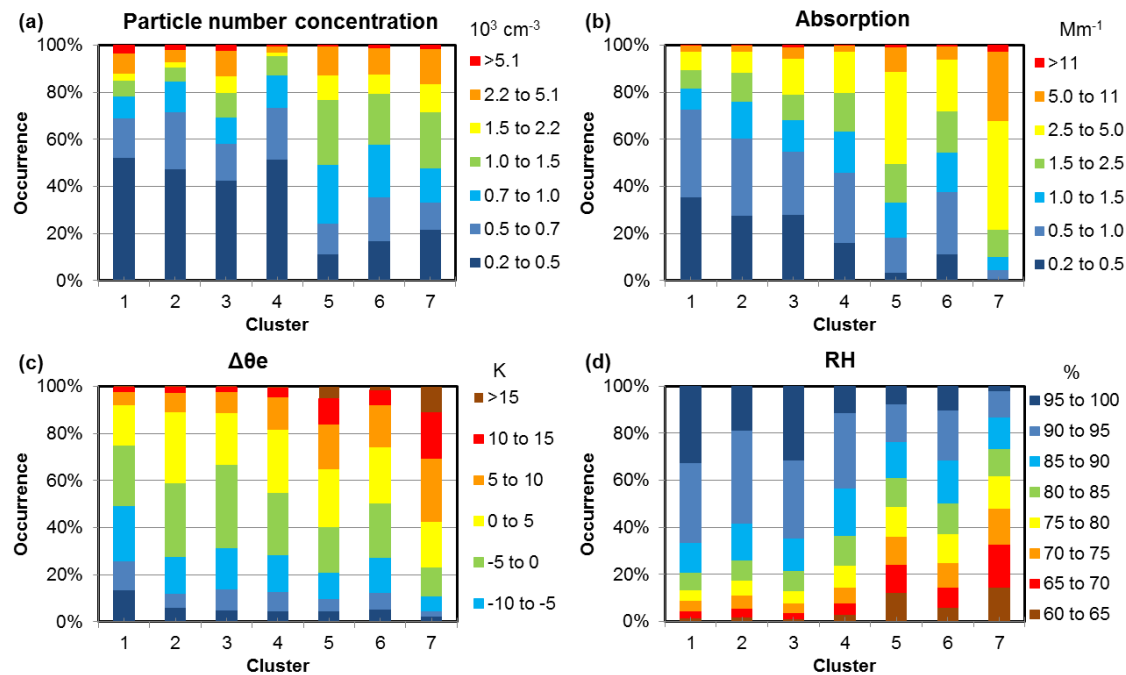 (a) Particle number concentration 10³ cm⁻³
100%
80%
60%
40%
20%
0%
Occurrence
1 2 3 4 5 6 7
Cluster
>5.1
2.2 to 5.1
1.5 to 2.2
1.0 to 1.5
0.7 to 1.0
0.5 to 0.7
0.2 to 0.5
(b) Absorption Mm⁻¹
100%
80%
60%
40%
20%
0%
Occurrence
1 2 3 4 5 6 7
Cluster
>11
5.0 to 11
2.5 to 5.0
1.5 to 2.5
1.0 to 1.5
0.5 to 1.0
0.2 to 0.5
(c) Δθe K
100%
80%
60%
40%
20%
0%
Occurrence
1 2 3 4 5 6 7
Cluster
>15
10 to 15
5 to 10
0 to 5
-5 to 0
-10 to -5
(d) RH %
100%
80%
60%
40%
20%
0%
Occurrence
1 2 3 4 5 6 7
Cluster
95 to 100
90 to 95
85 to 90
80 to 85
75 to 80
70 to 75
65 to 70
60 to 65